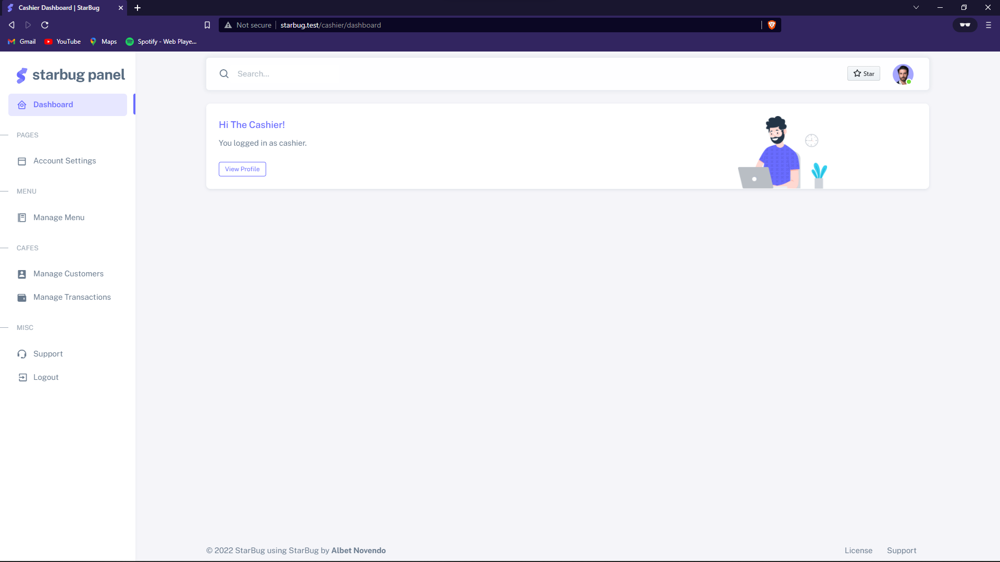 Cashier Dashboard | StarBug
Not secure
starbug.test/cashier/dashboard
Gmail
YouTube
Maps
Spotify - Web Playe...
starbug panel
Dashboard
PAGES
Account Settings
MENU
Manage Menu
CAFES
Manage Customers
Manage Transactions
MISC
Support
Logout
Search...
Star
Hi The Cashier!
You logged in as cashier.
View Profile
© 2022 StarBug using StarBug by Albet Novendo
License
Support